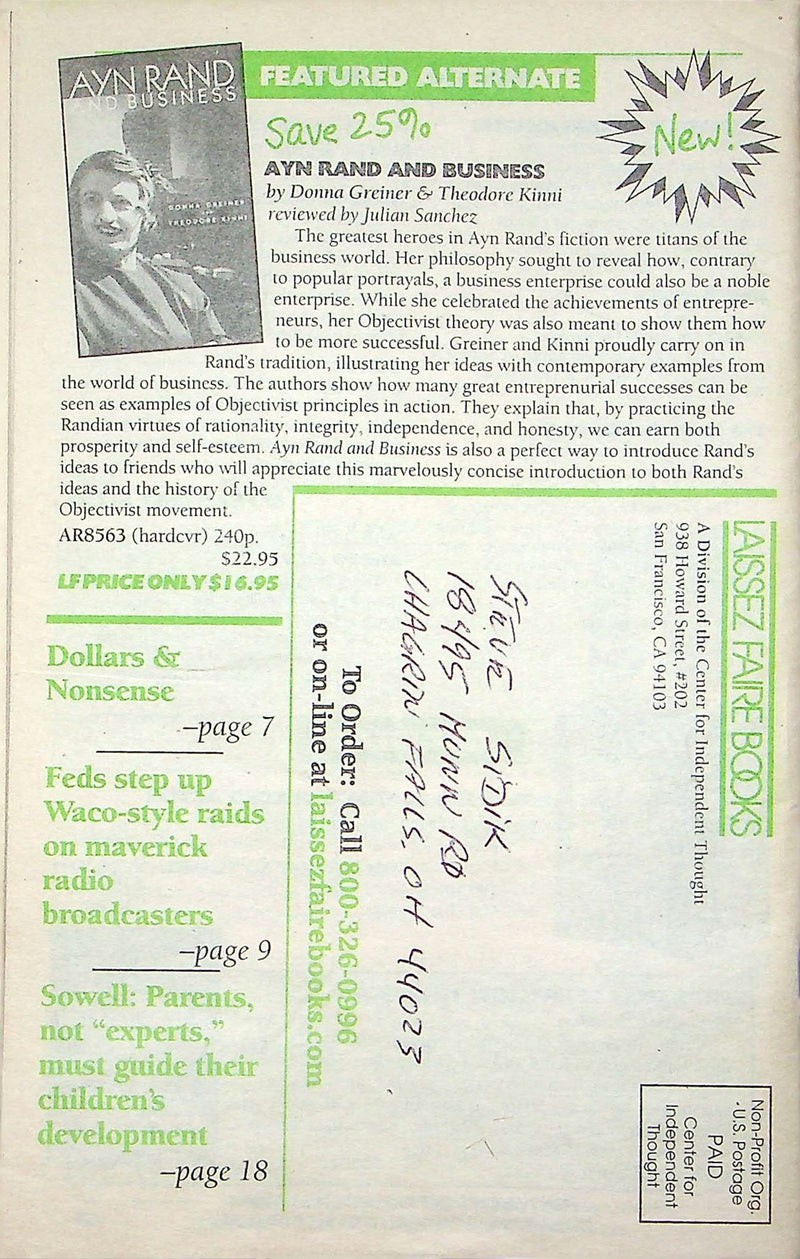 AYN RAND
AND BUSINESS
DONNA GREINER
THEODORE KINNI
FEATURED ALTERNATE
Save 25%
New!
AYN RAND AND BUSINESS
by Donna Greiner & Theodore Kinni
reviewed by Julian Sanchez
The greatest heroes in Ayn Rand's fiction were titans of the
business world. Her philosophy sought to reveal how, contrary
to popular portrayals, a business enterprise could also be a noble
enterprise. While she celebrated the achievements of entrepre-
neurs, her Objectivist theory was also meant to show them how
to be more successful. Greiner and Kinni proudly carry on in
Rand's tradition, illustrating her ideas with contemporary examples from
the world of business. The authors show how many great entreprenurial successes can be
seen as examples of Objectivist principles in action. They explain that, by practicing the
Randian virtues of rationality, integrity, independence, and honesty, we can earn both
prosperity and self-esteem. Ayn Rand and Business is also a perfect way to introduce Rand's
ideas to friends who will appreciate this marvelously concise introduction to both Rand's
ideas and the history of the
Objectivist movement.
AR8563 (hardcvr) 240p.
$22.95
LF PRICE ONLY $16.95
Dollars &
Nonsense
–page 7
Feds step up
Waco-style raids
on maverick
radio
broadcasters
–page 9
Sowell: Parents,
not “experts,”
must guide their
children's
development
–page 18
LAISSEZ FAIRE BOOKS
A Division of the Center for Independent Thought
938 Howard Street, #202
San Francisco, CA 94103
Non-Profit Org.
U.S. Postage
PAID
Center for
Independent
Thought
STEVE SIDIK
18495 MUNN RD
CHAGRIN FALLS, OH 44023
To Order: Call 800-326-0996
or on-line at laissezfairebooks.com